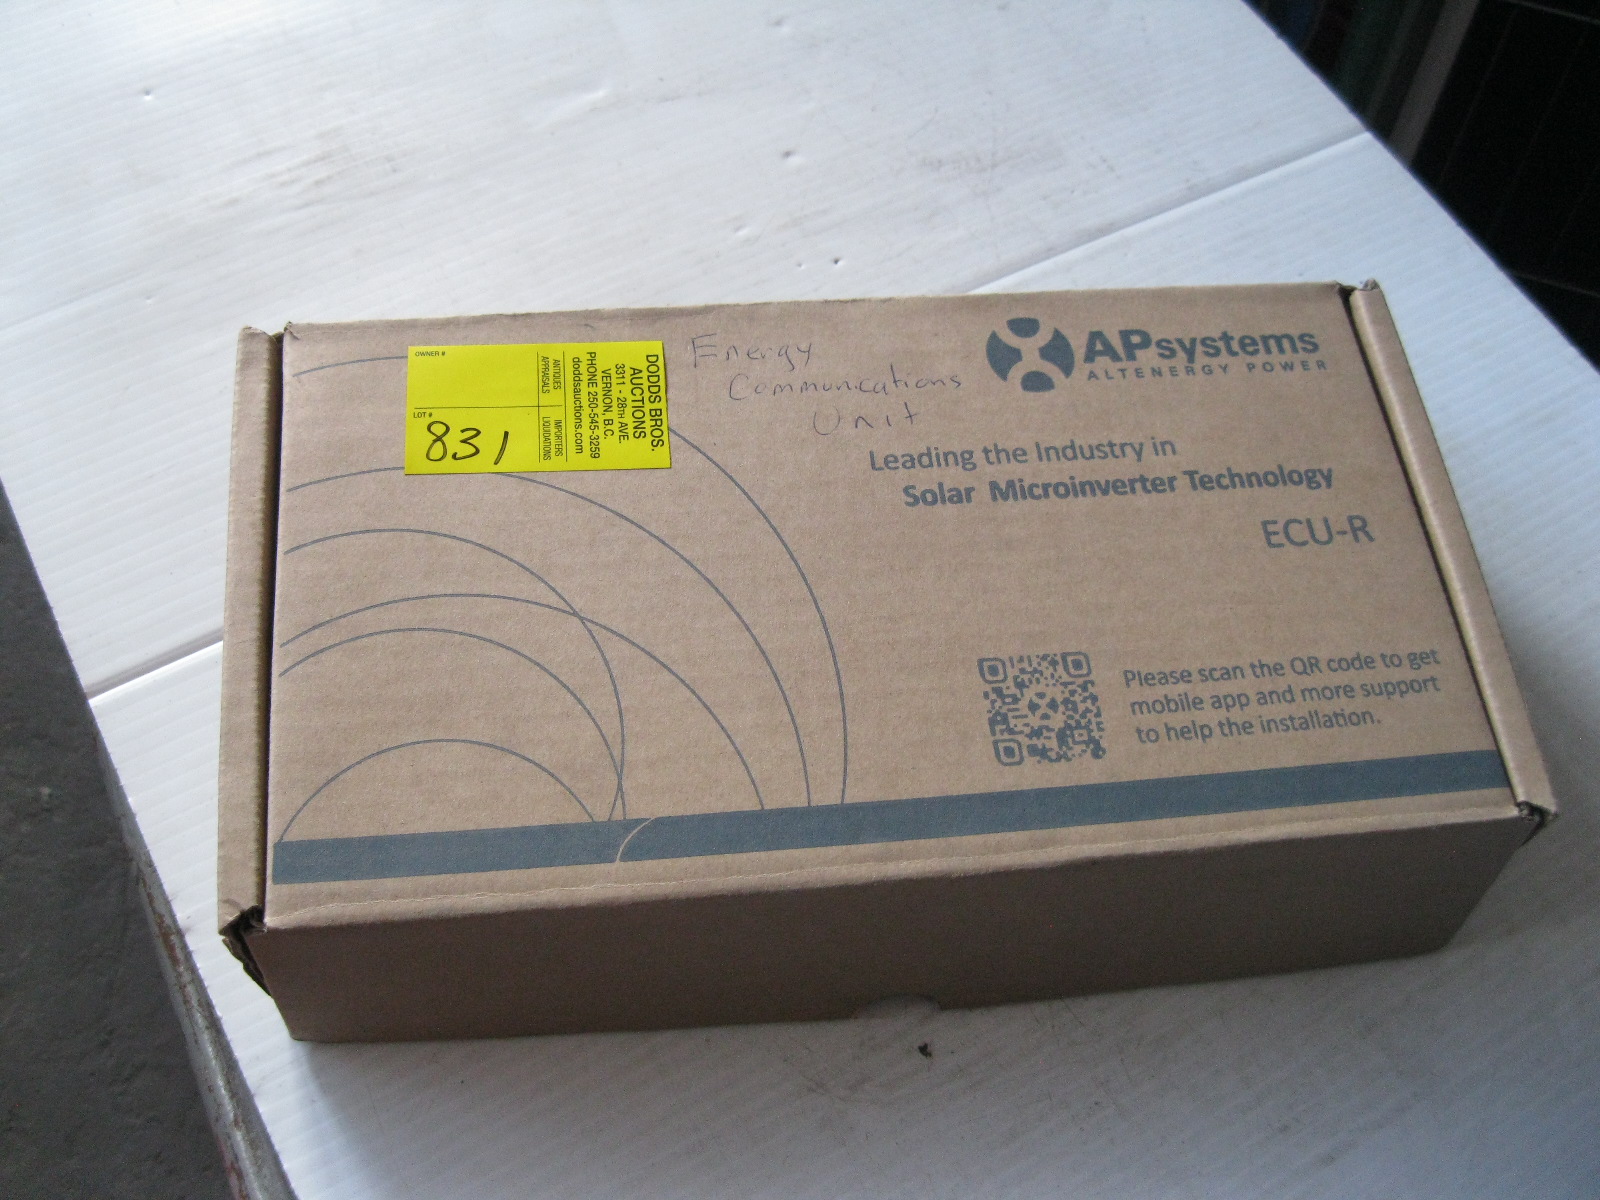 OWNER #
LOT #
831
ANTIQUES
APPRAISALS
IMPORTERS
LIQUIDATIONS
DODDS BROS.
AUCTIONS
3311 - 28TH AVE.
VERNON, B.C.
PHONE 250-545-3259
doddsauctions.com
Energy
Communications
Unit
APsystems
ALTENERGY POWER
Leading the Industry in
Solar Microinverter Technology
ECU-R
Please scan the QR code to get
mobile app and more support
to help the installation.